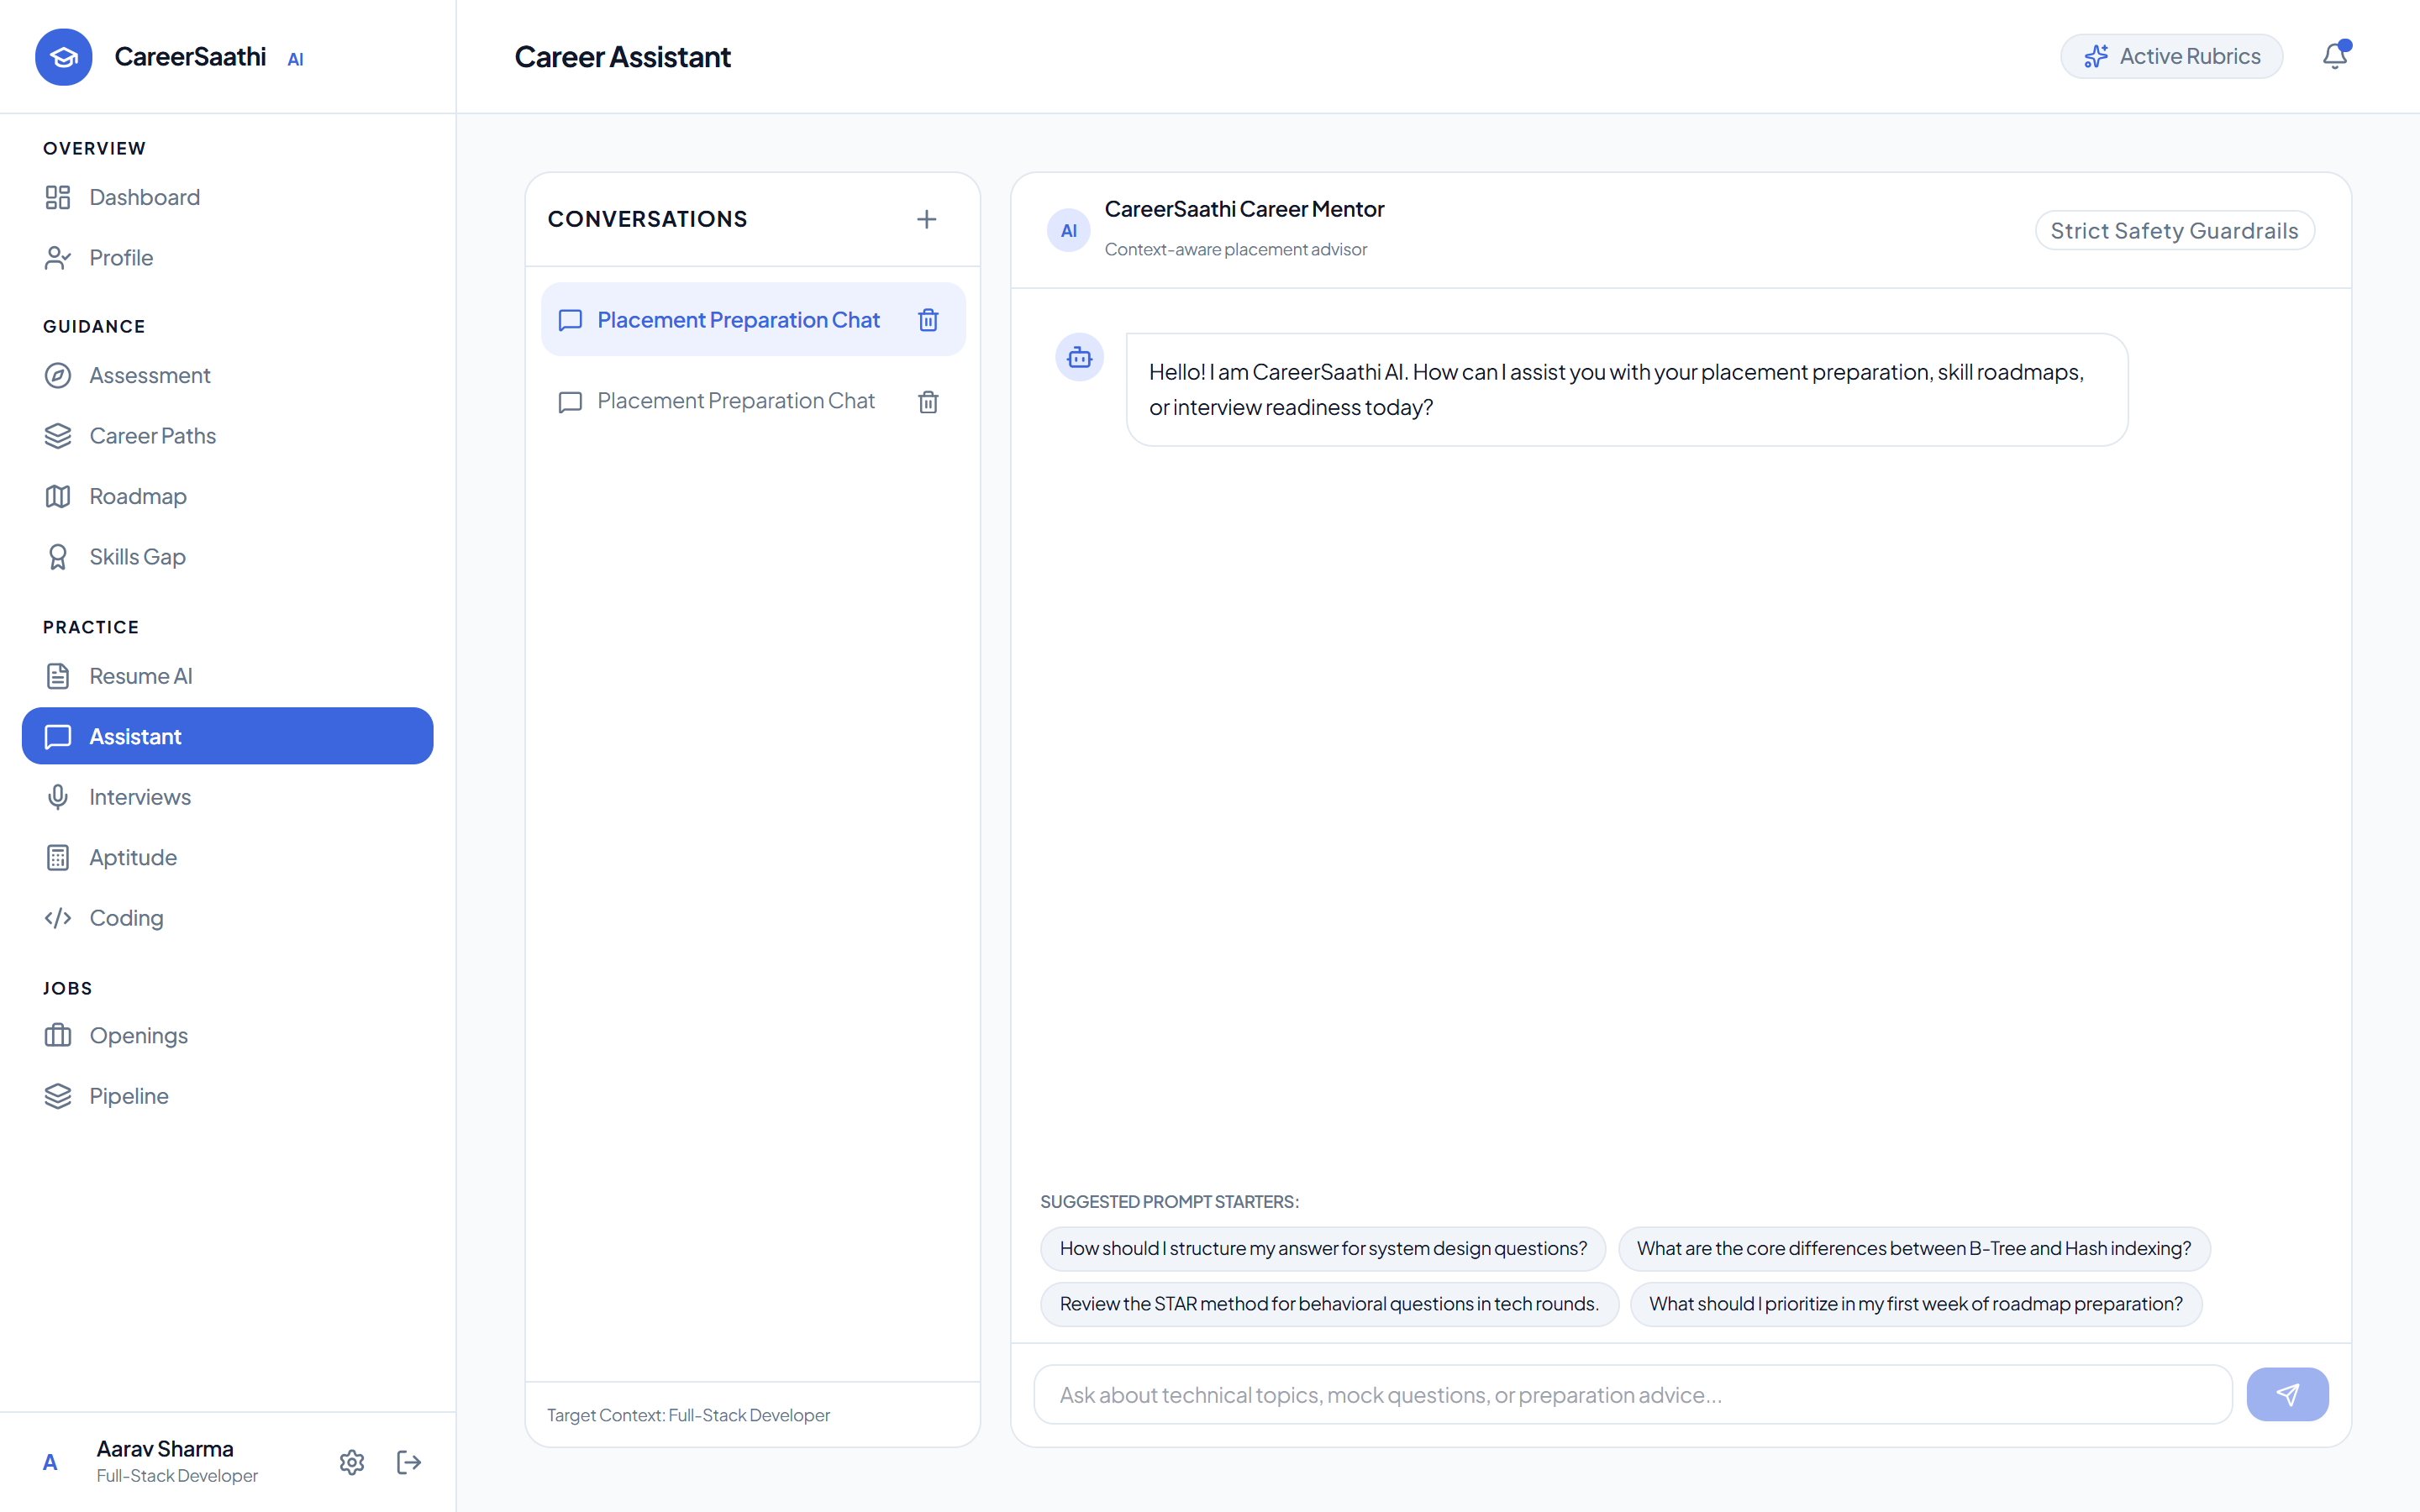 CareerSaathi AI
OVERVIEW
Dashboard
Profile
GUIDANCE
Assessment
Career Paths
Roadmap
Skills Gap
PRACTICE
Resume AI
Assistant
Interviews
Aptitude
Coding
JOBS
Openings
Pipeline
A
Aarav Sharma
Full-Stack Developer
Career Assistant
Active Rubrics
CONVERSATIONS
Placement Preparation Chat
Placement Preparation Chat
Target Context: Full-Stack Developer
AI
CareerSaathi Career Mentor
Context-aware placement advisor
Strict Safety Guardrails
Hello! I am CareerSaathi AI. How can I assist you with your placement preparation, skill roadmaps,
or interview readiness today?
SUGGESTED PROMPT STARTERS:
How should I structure my answer for system design questions?
What are the core differences between B-Tree and Hash indexing?
Review the STAR method for behavioral questions in tech rounds.
What should I prioritize in my first week of roadmap preparation?
Ask about technical topics, mock questions, or preparation advice...